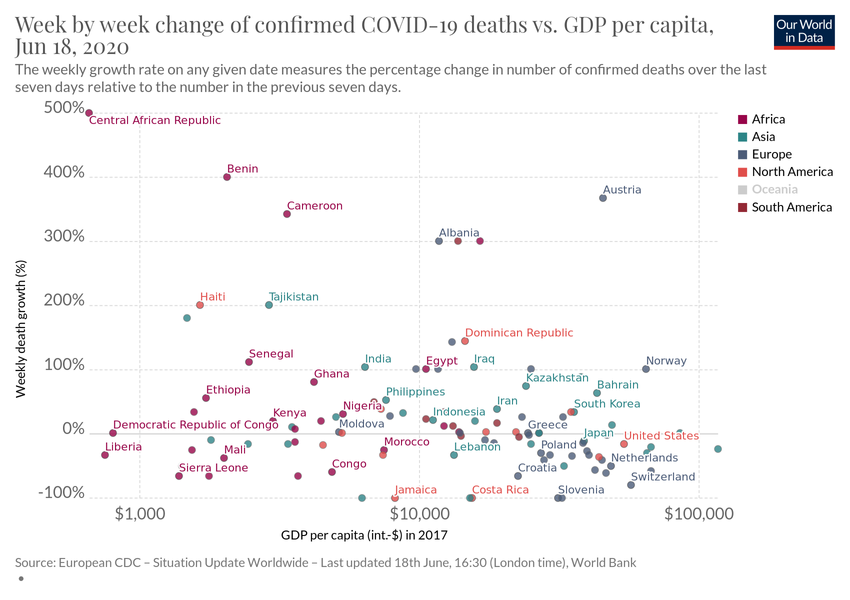 Week by week change of confirmed COVID-19 deaths vs. GDP per capita,
Jun 18, 2020
Our World
in Data
The weekly growth rate on any given date measures the percentage change in number of confirmed deaths over the last
seven days relative to the number in the previous seven days.
500%
Central African Republic
Africa
Asia
Europe
North America
Oceania
South America
400%
Benin
Austria
Cameroon
300%
Albania
200%
Haiti
Tajikistan
Dominican Republic
Senegal
India
Egypt
Iraq
Norway
100%
Ghana
Kazakhstan
Bahrain
Ethiopia
Philippines
Iran
South Korea
Nigeria
Indonesia
Kenya
Democratic Republic of Congo
Moldova
Greece
0%
Japan
United States
Liberia
Mali
Morocco
Lebanon
Poland
Netherlands
Sierra Leone
Congo
Croatia
Switzerland
-100%
Jamaica
Costa Rica
Slovenia
$1,000
$10,000
$100,000
Weekly death growth (%)
GDP per capita (int.-$) in 2017
Source: European CDC – Situation Update Worldwide – Last updated 18th June, 16:30 (London time), World Bank